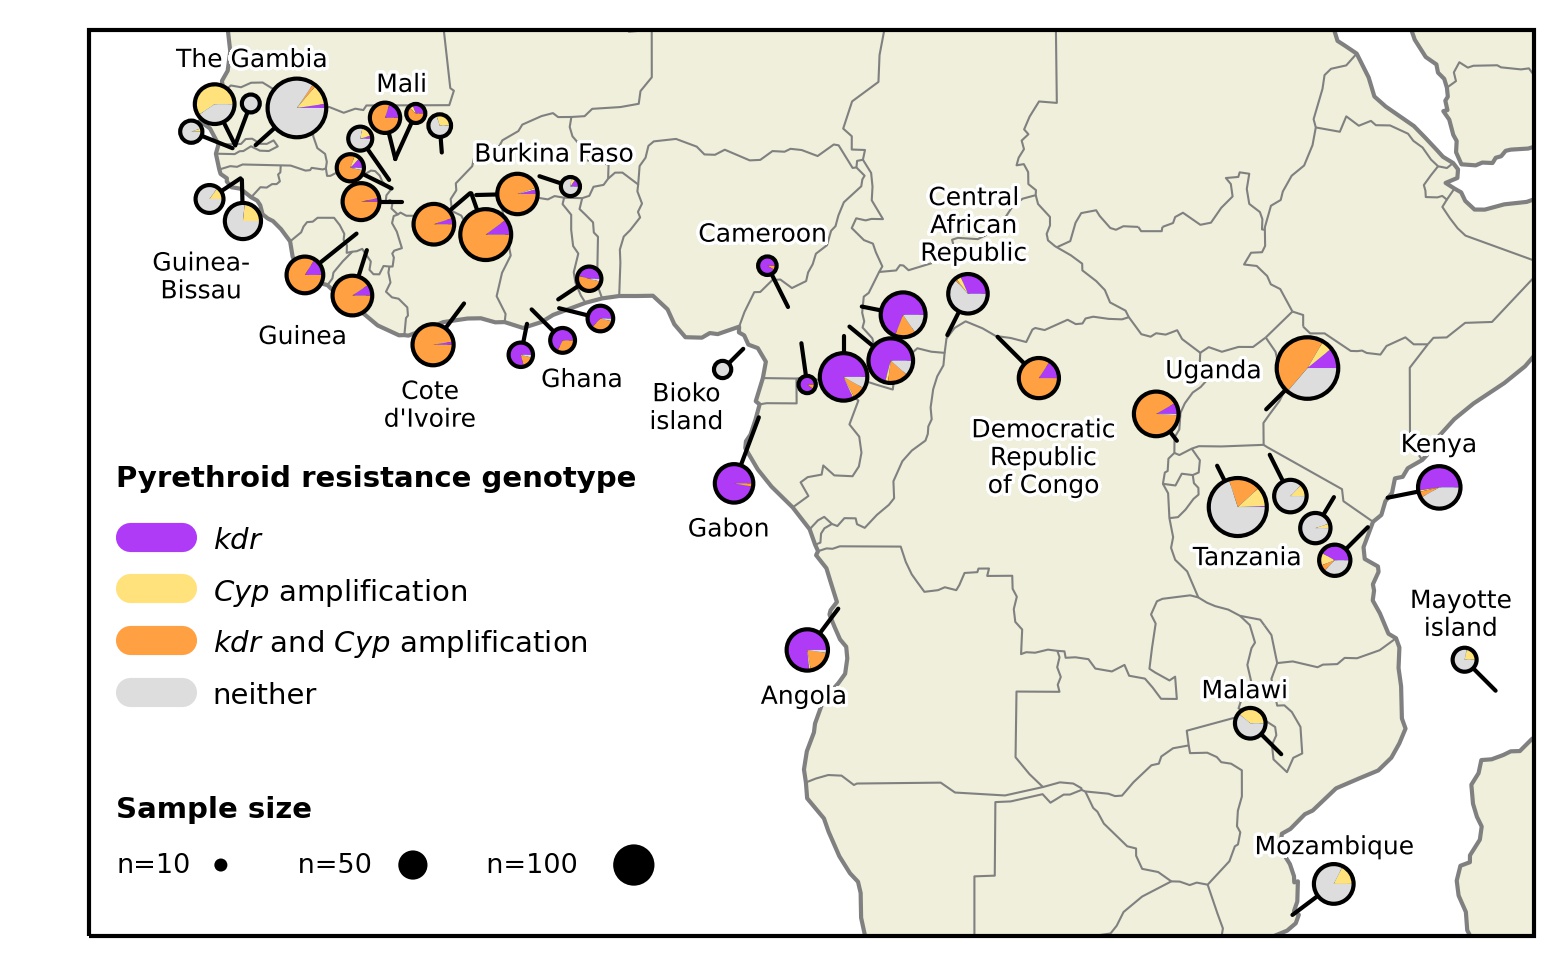 The Gambia
Mali
Burkina Faso
Central
African
Republic
Cameroon
Guinea-
Bissau
Guinea
Cote
d'Ivoire
Ghana
Bioko
island
Uganda
Democratic
Republic
of Congo
Kenya
Gabon
Tanzania
Mayotte
island
Angola
Malawi
Mozambique
Pyrethroid resistance genotype
kdr
Cyp amplification
kdr and Cyp amplification
neither
Sample size
n=10
n=50
n=100